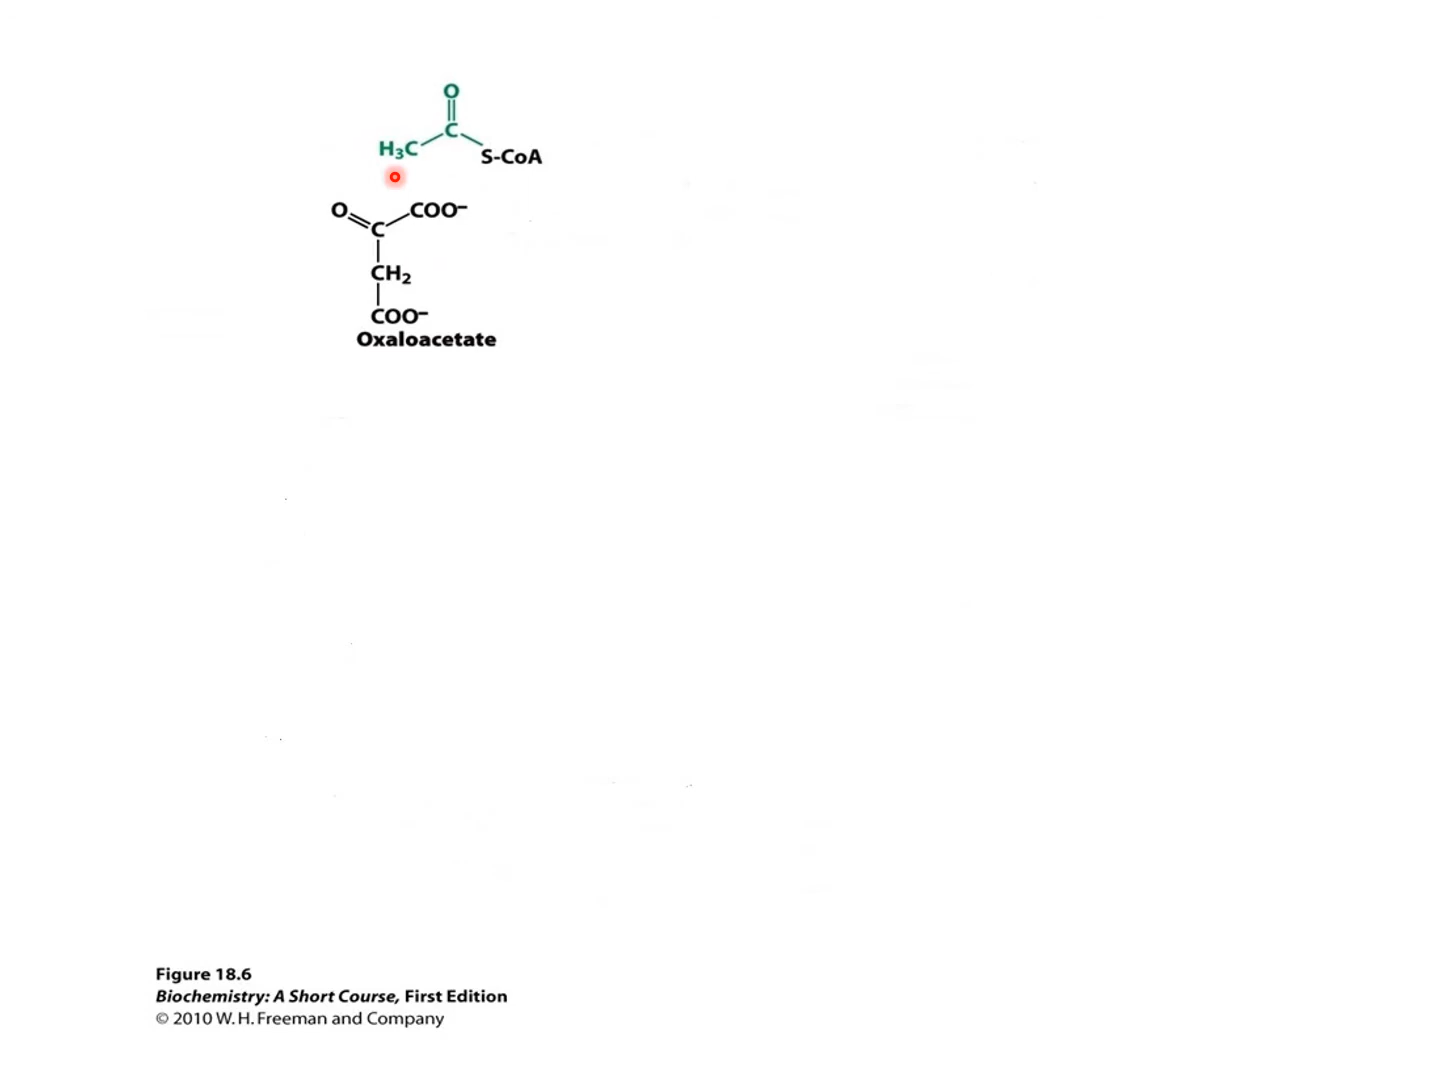 O
C
H₃C
S-CoA
O
COO⁻
C
CH₂
COO⁻
Oxaloacetate
Figure 18.6
Biochemistry: A Short Course, First Edition
© 2010 W. H. Freeman and Company